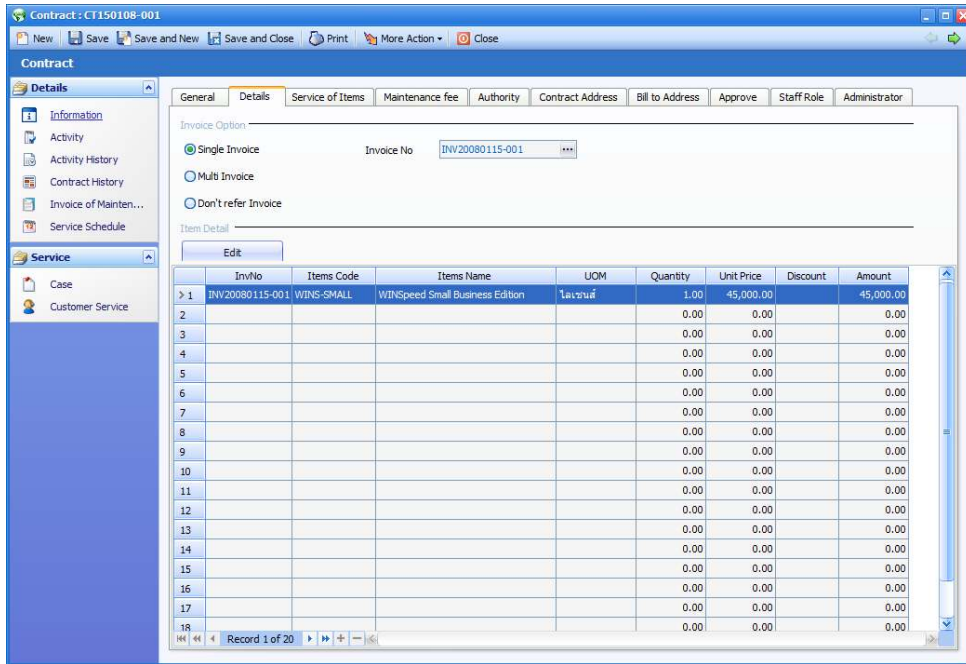 Contract : CT150108-001
New Save Save and New Save and Close Print More Action Close
Contract
Details
Information
Activity
Activity History
Contract History
Invoice of Mainten...
Service Schedule
Service
Case
Customer Service
General Details Service of Items Maintenance fee Authority Contract Address Bill to Address Approve Staff Role Administrator
Invoice Option
Single Invoice Invoice No INV20080115-001 ...
Multi Invoice
Don't refer Invoice
Item Detail
Edit
InvNo Items Code Items Name UOM Quantity Unit Price Discount Amount
1 INV20080115-001 WINS-SMALL WINSpeed Small Business Edition ไลเซนส์ 1.00 45,000.00 45,000.00
2 0.00 0.00 0.00
3 0.00 0.00 0.00
4 0.00 0.00 0.00
5 0.00 0.00 0.00
6 0.00 0.00 0.00
7 0.00 0.00 0.00
8 0.00 0.00 0.00
9 0.00 0.00 0.00
10 0.00 0.00 0.00
11 0.00 0.00 0.00
12 0.00 0.00 0.00
13 0.00 0.00 0.00
14 0.00 0.00 0.00
15 0.00 0.00 0.00
16 0.00 0.00 0.00
17 0.00 0.00 0.00
18 0.00 0.00 0.00
Record 1 of 20